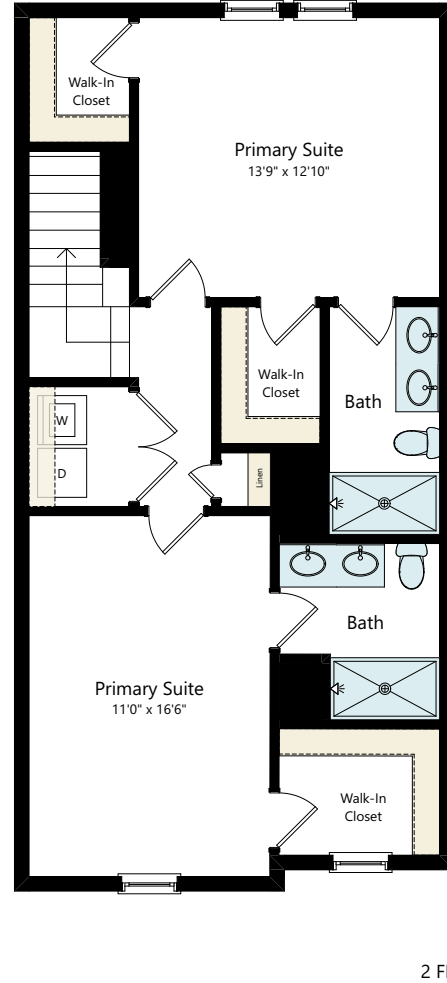 Walk-In
Closet
Primary Suite
13'9" x 12'10"
Walk-In
Closet
Bath
W
D
Linen
Bath
Primary Suite
11'0" x 16'6"
Walk-In
Closet
2 Fl